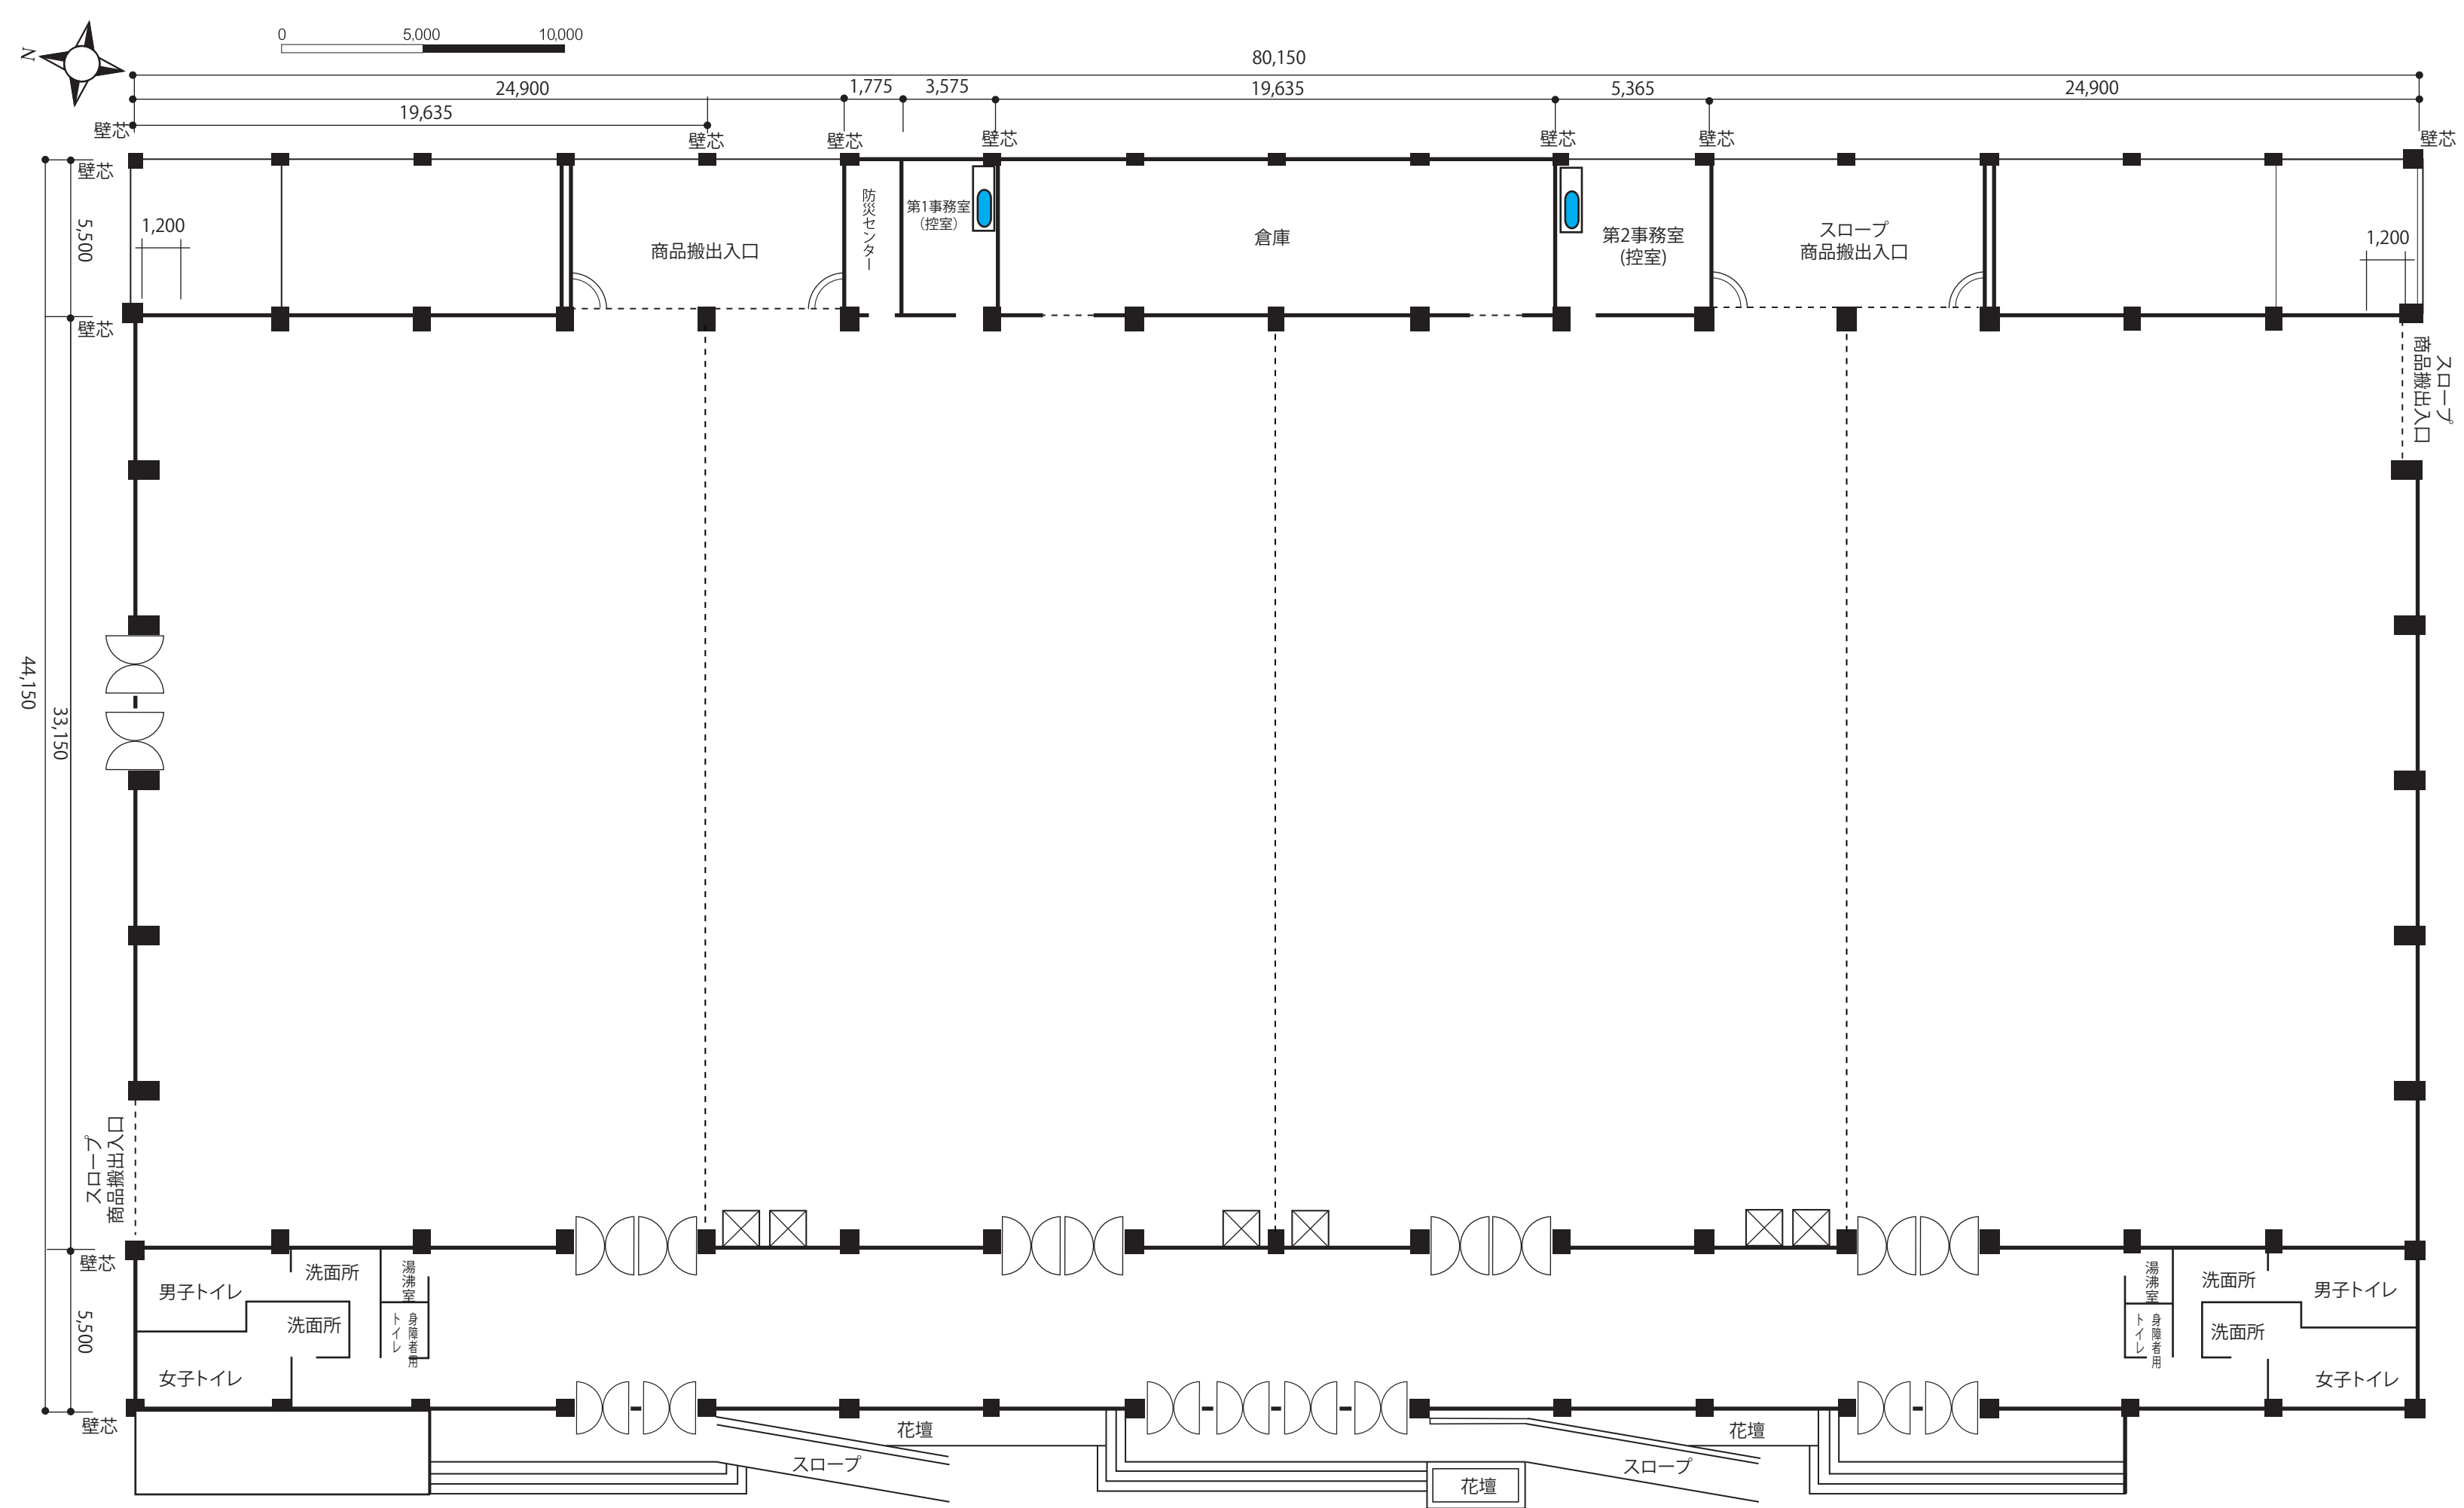 N
0 5,000 10,000
80,150
24,900 1,775 3,575 19,635 5,365 24,900
19,635
壁芯 壁芯 壁芯 壁芯 壁芯 壁芯 壁芯
壁芯
5,500
1,200
商品搬出入口
防災センター
第1事務室
(控室)
倉庫
第2事務室
(控室)
スロープ
商品搬出入口
1,200
壁芯
スロープ
商品搬出入口
44,150
33,150
スロープ
商品搬出入口
壁芯
5,500
男子トイレ
洗面所
湯沸室
洗面所
身障者用
トイレ
女子トイレ
湯沸室
洗面所
男子トイレ
身障者用
トイレ
洗面所
女子トイレ
壁芯
花壇
スロープ
花壇
スロープ
花壇